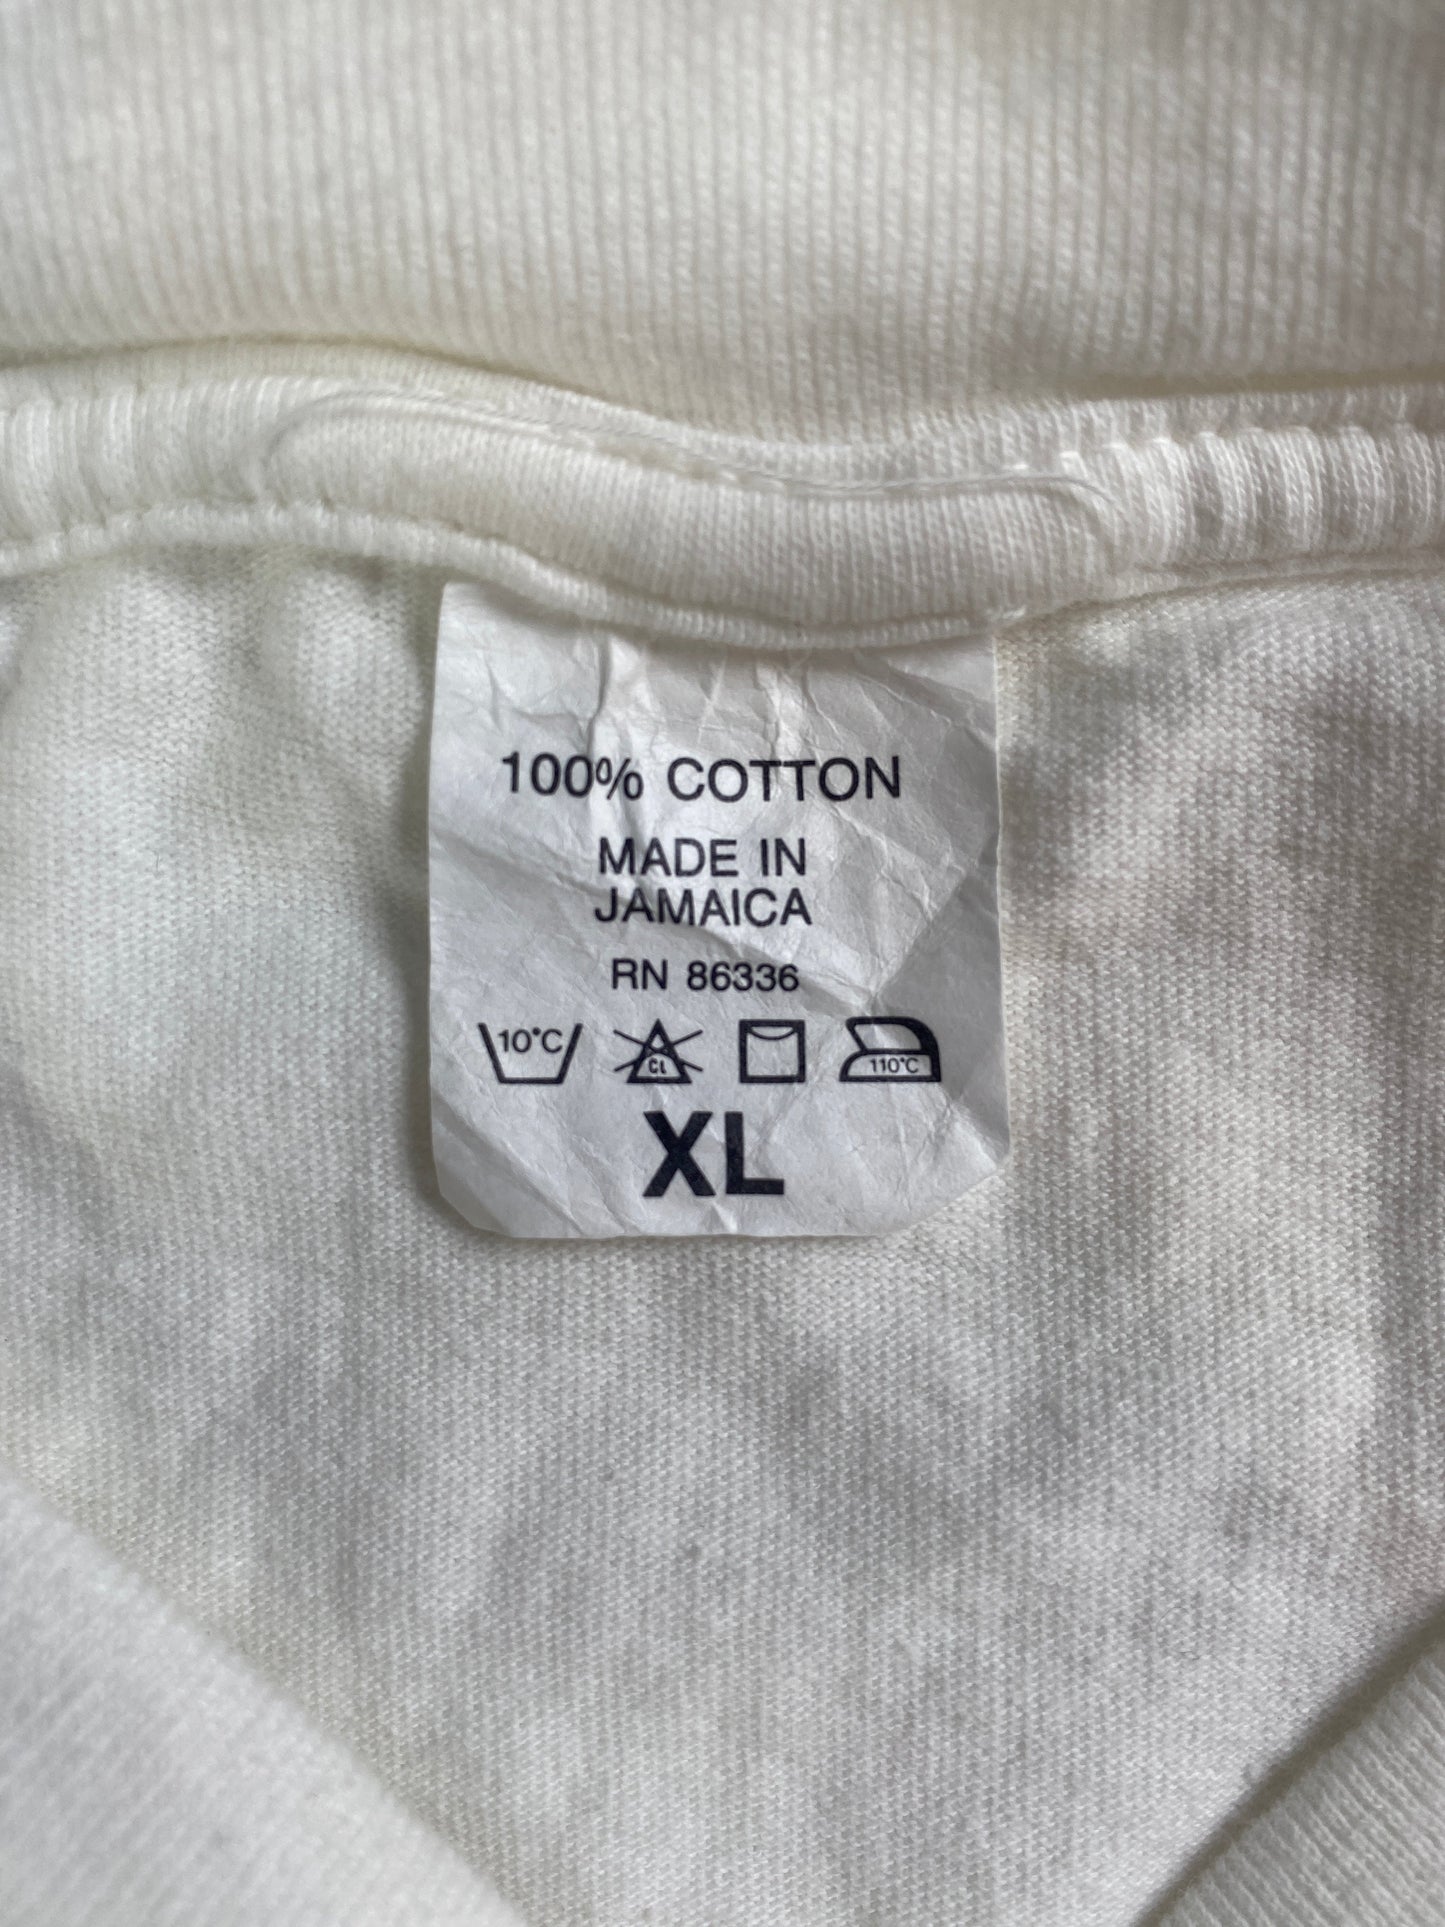 100% COTTON
MADE IN
JAMAICA
RN 86336
10°C CL 110°C
XL